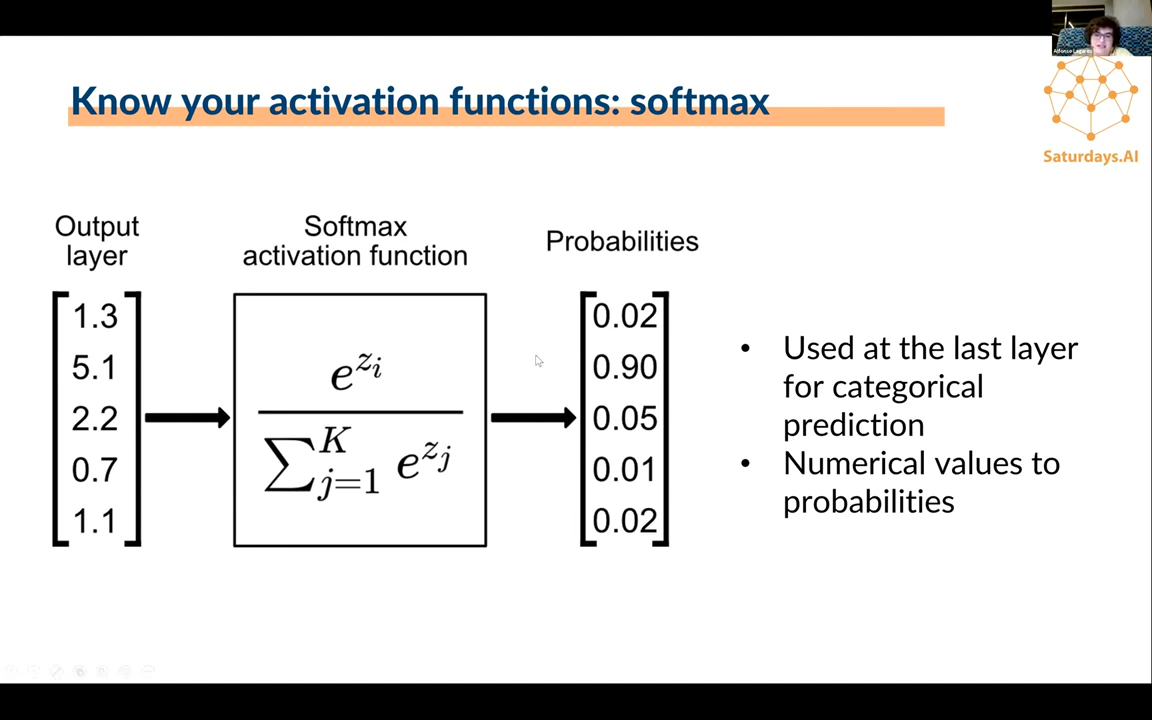 Know your activation functions: softmax
Saturdays.AI
Output
layer
Softmax
activation function
Probabilities
1.3
5.1
2.2
0.7
1.1
e^{z_i}
∑_{j=1}^{K} e^{z_j}
0.02
0.90
0.05
0.01
0.02
• Used at the last layer
for categorical
prediction
• Numerical values to
probabilities